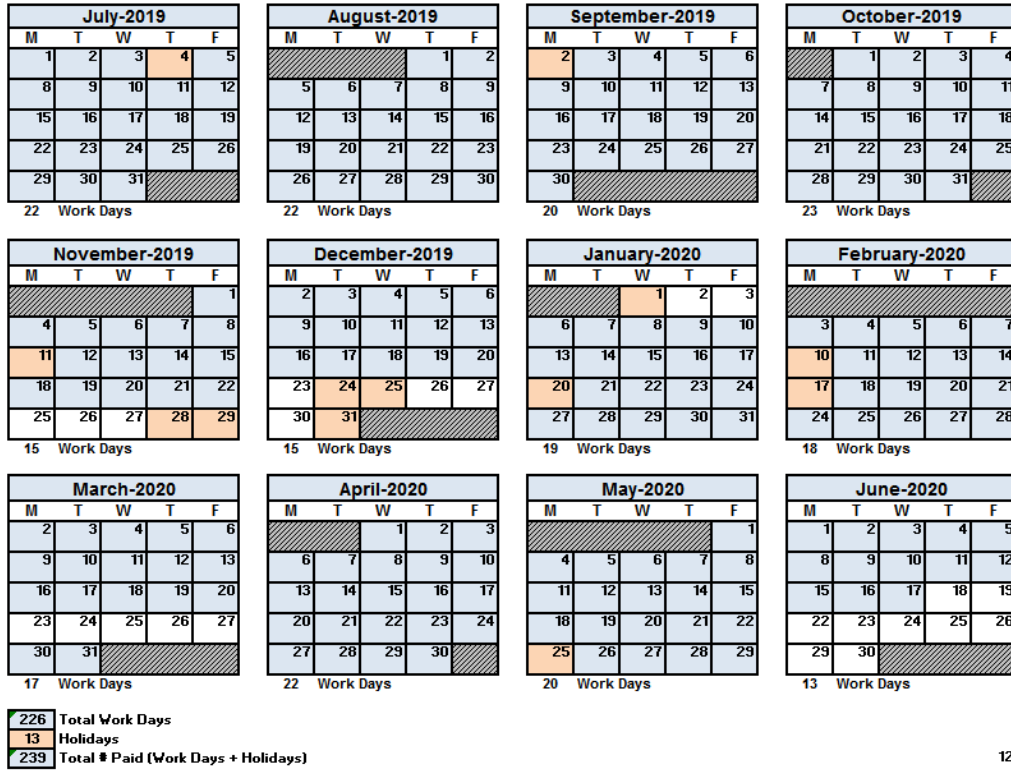 July-2019 August-2019 September-2019 October-2019
M T W T F M T W T F M T W T F M T W T F
1 2 3 4 5 1 2 2 3 4 5 6 1 2 3 4
8 9 10 11 12 5 6 7 8 9 9 10 11 12 13 7 8 9 10 11
15 16 17 18 19 12 13 14 15 16 16 17 18 19 20 14 15 16 17 18
22 23 24 25 26 19 20 21 22 23 23 24 25 26 27 21 22 23 24 25
29 30 31 26 27 28 29 30 30 28 29 30 31
22 Work Days 22 Work Days 20 Work Days 23 Work Days
November-2019 December-2019 January-2020 February-2020
M T W T F M T W T F M T W T F M T W T F
1 2 3 4 5 6 1 2 3
4 5 6 7 8 9 10 11 12 13 6 7 8 9 10 3 4 5 6 7
11 12 13 14 15 16 17 18 19 20 13 14 15 16 17 10 11 12 13 14
18 19 20 21 22 23 24 25 26 27 20 21 22 23 24 17 18 19 20 21
25 26 27 28 29 30 31 27 28 29 30 31 24 25 26 27 28
15 Work Days 15 Work Days 19 Work Days 18 Work Days
March-2020 April-2020 May-2020 June-2020
M T W T F M T W T F M T W T F M T W T F
2 3 4 5 6 1 2 3 1 1 2 3 4 5
9 10 11 12 13 6 7 8 9 10 4 5 6 7 8 8 9 10 11 12
16 17 18 19 20 13 14 15 16 17 11 12 13 14 15 15 16 17 18 19
23 24 25 26 27 20 21 22 23 24 18 19 20 21 22 22 23 24 25 26
30 31 27 28 29 30 25 26 27 28 29 29 30
17 Work Days 22 Work Days 20 Work Days 13 Work Days
226 Total Work Days
13 Holidays
239 Total # Paid (Work Days + Holidays)
12